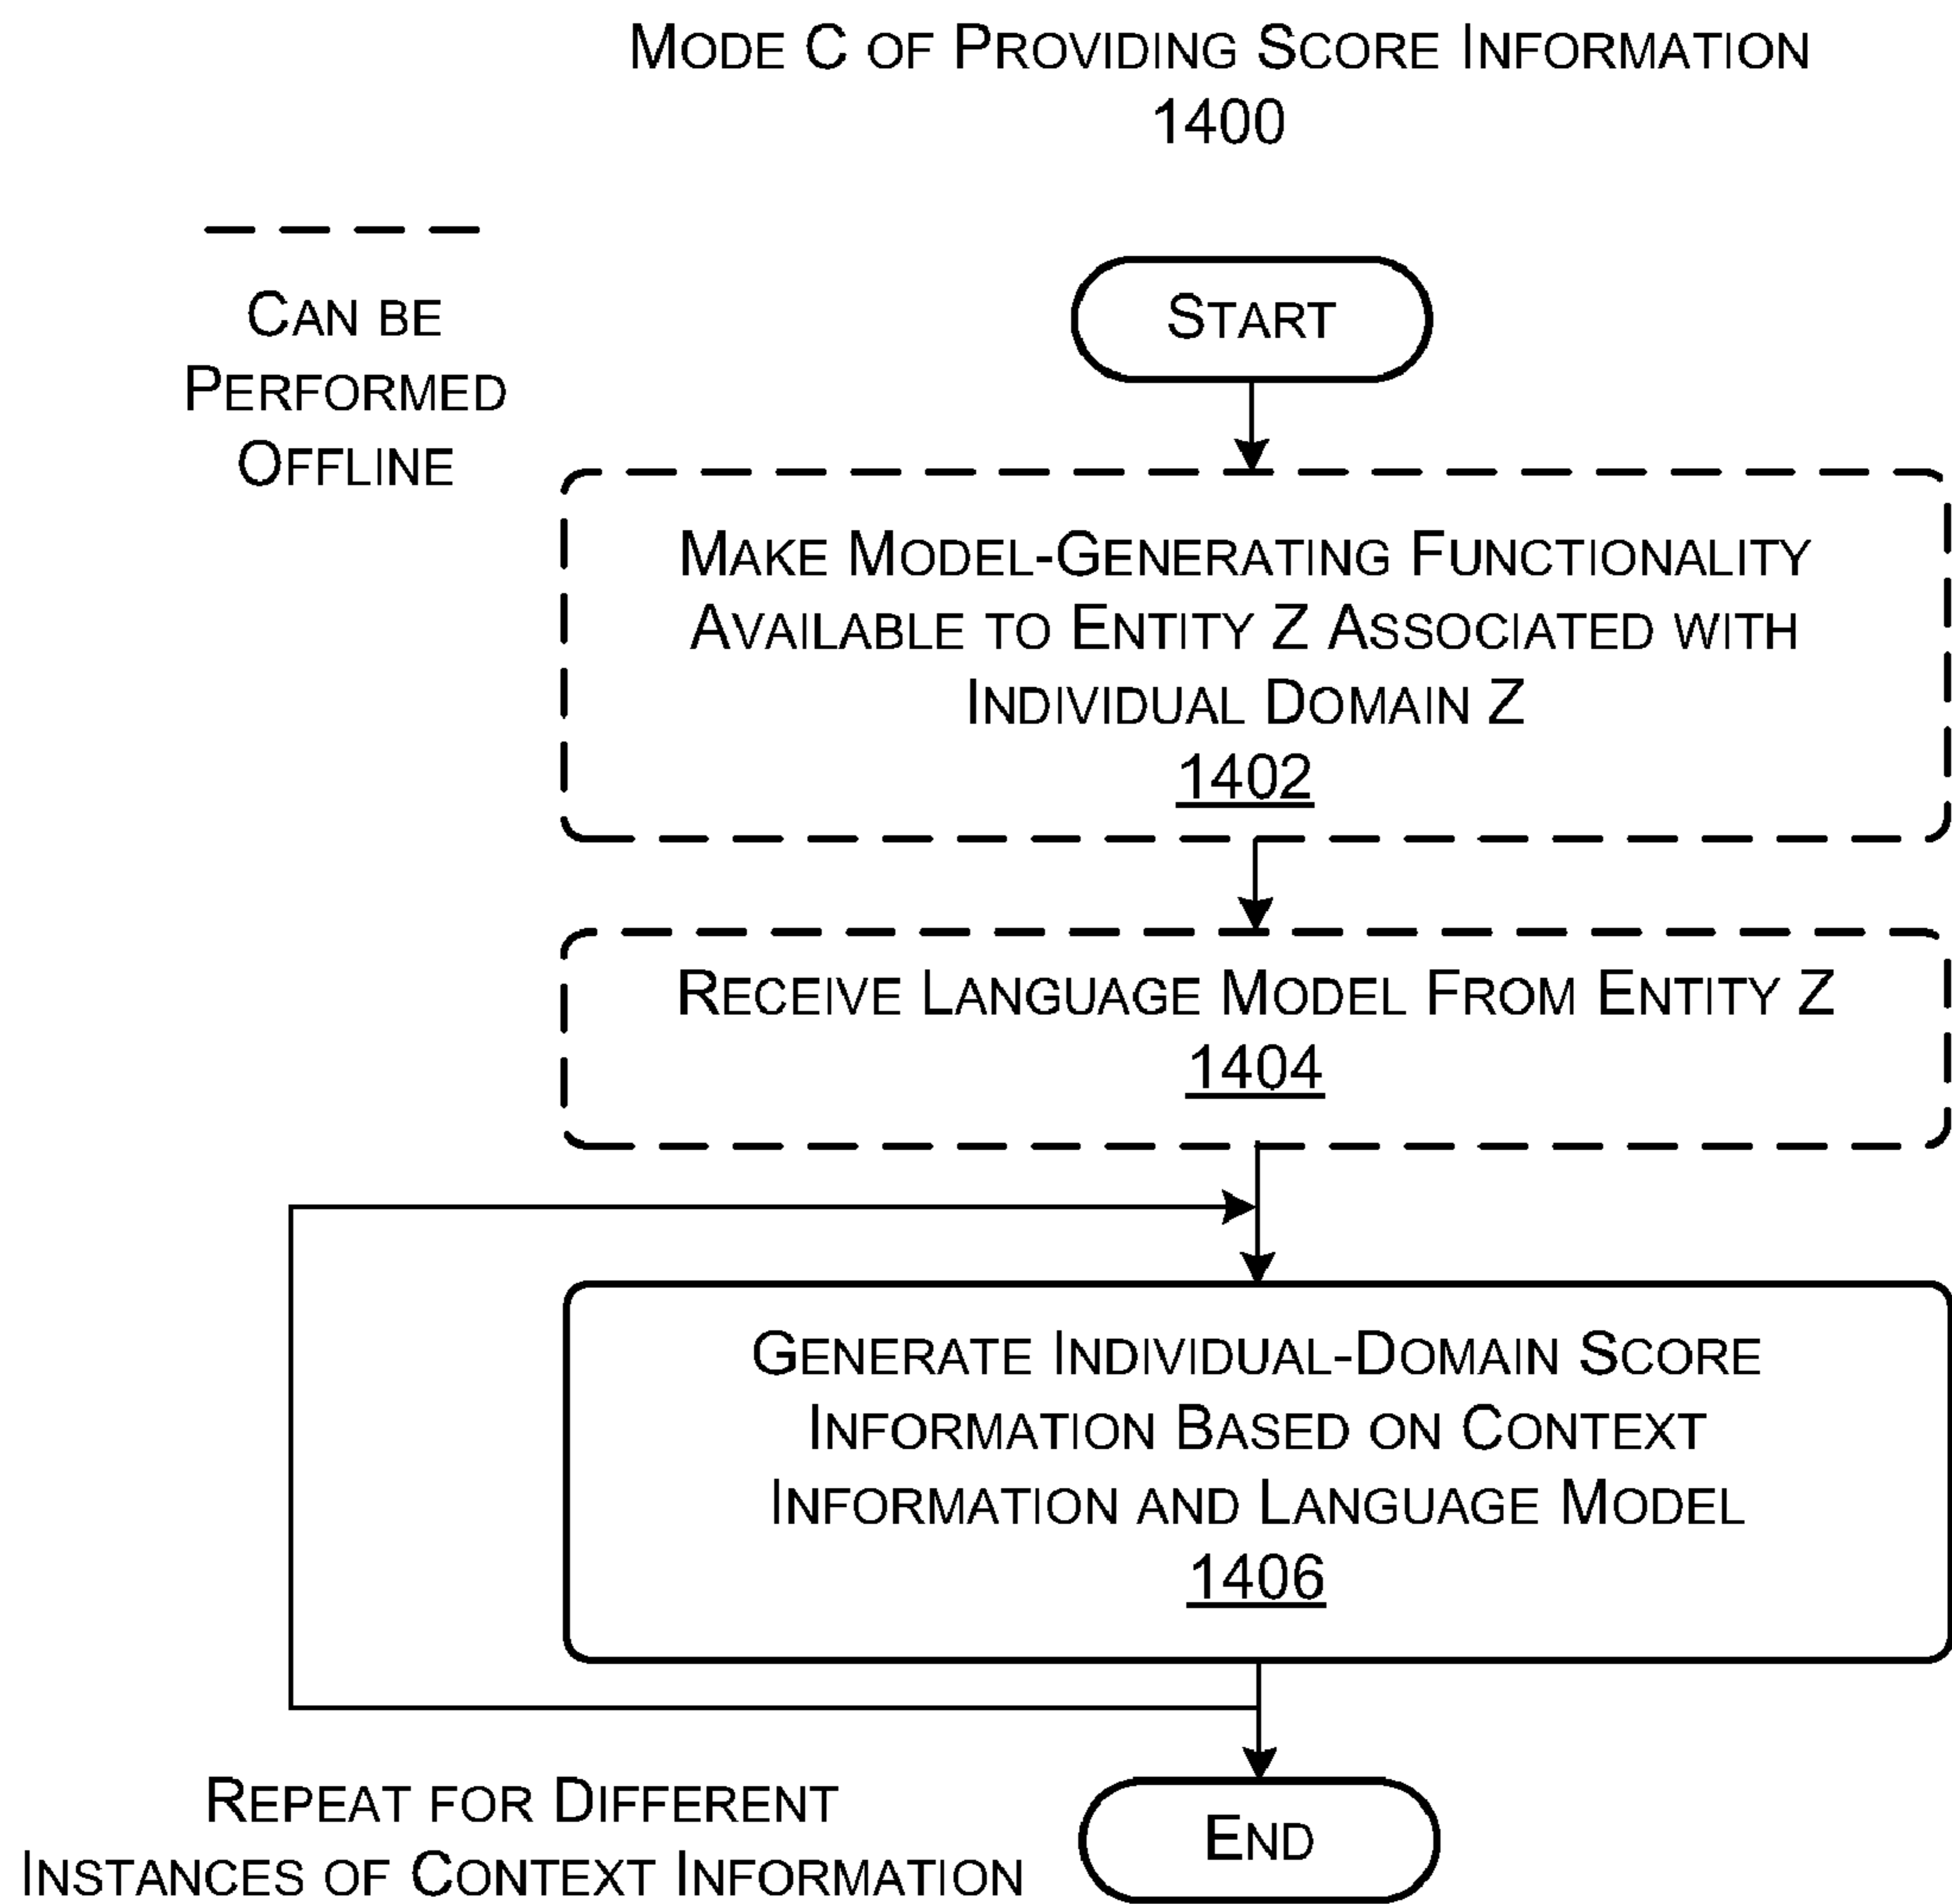 MODE C OF PROVIDING SCORE INFORMATION
1400
CAN BE
PERFORMED
OFFLINE
START
MAKE MODEL-GENERATING FUNCTIONALITY
AVAILABLE TO ENTITY Z ASSOCIATED WITH
INDIVIDUAL DOMAIN Z
1402
RECEIVE LANGUAGE MODEL FROM ENTITY Z
1404
GENERATE INDIVIDUAL-DOMAIN SCORE
INFORMATION BASED ON CONTEXT
INFORMATION AND LANGUAGE MODEL
1406
REPEAT FOR DIFFERENT
INSTANCES OF CONTEXT INFORMATION
END